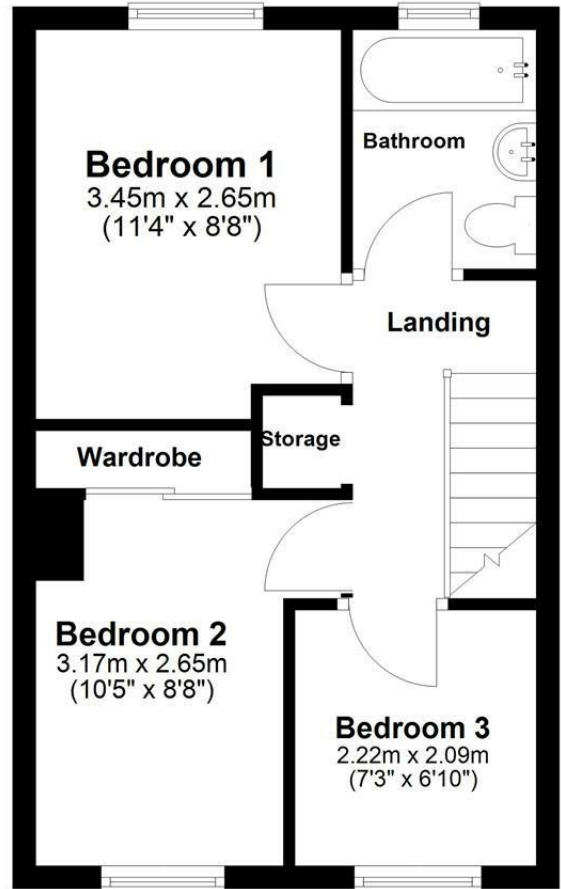 Bedroom 1
3.45m x 2.65m
(11'4" x 8'8")
Bathroom
Landing
Storage
Wardrobe
Bedroom 2
3.17m x 2.65m
(10'5" x 8'8")
Bedroom 3
2.22m x 2.09m
(7'3" x 6'10")